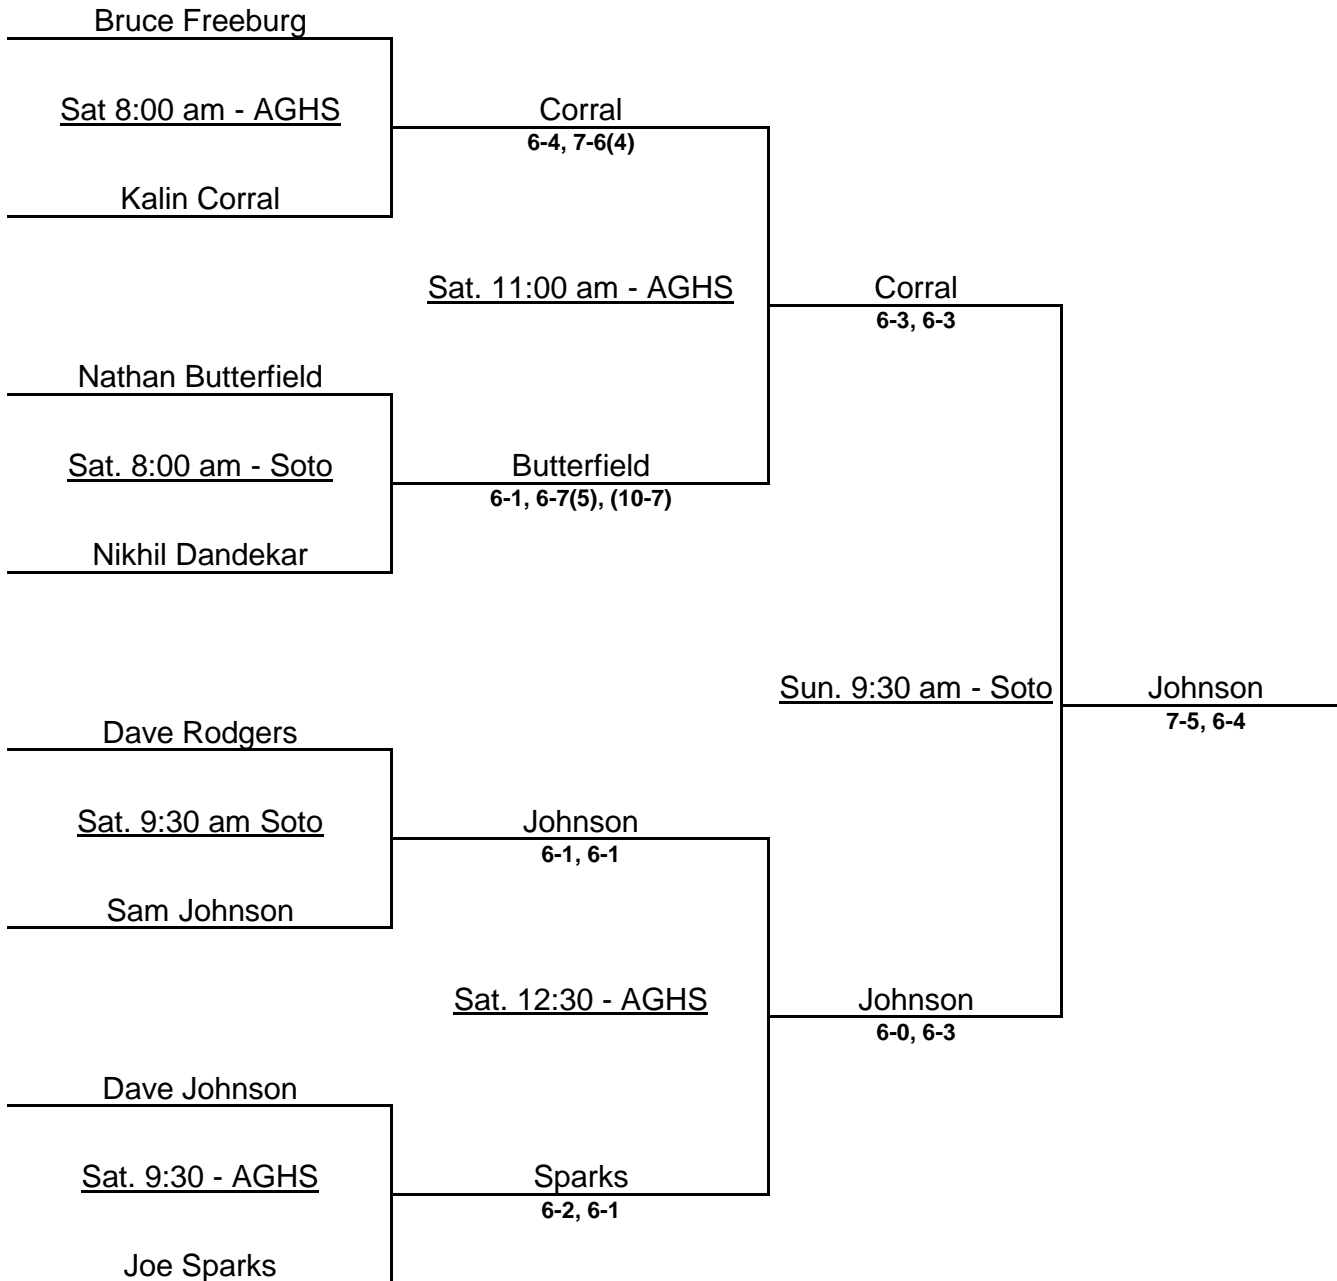 Bruce Freeburg
Sat 8:00 am - AGHS
Corral
6-4, 7-6(4)
Kalin Corral
Sat. 11:00 am - AGHS
Corral
6-3, 6-3
Nathan Butterfield
Sat. 8:00 am - Soto
Butterfield
6-1, 6-7(5), (10-7)
Nikhil Dandekar
Sun. 9:30 am - Soto
Johnson
7-5, 6-4
Dave Rodgers
Sat. 9:30 am Soto
Johnson
6-1, 6-1
Sam Johnson
Sat. 12:30 - AGHS
Johnson
6-0, 6-3
Dave Johnson
Sat. 9:30 - AGHS
Sparks
6-2, 6-1
Joe Sparks